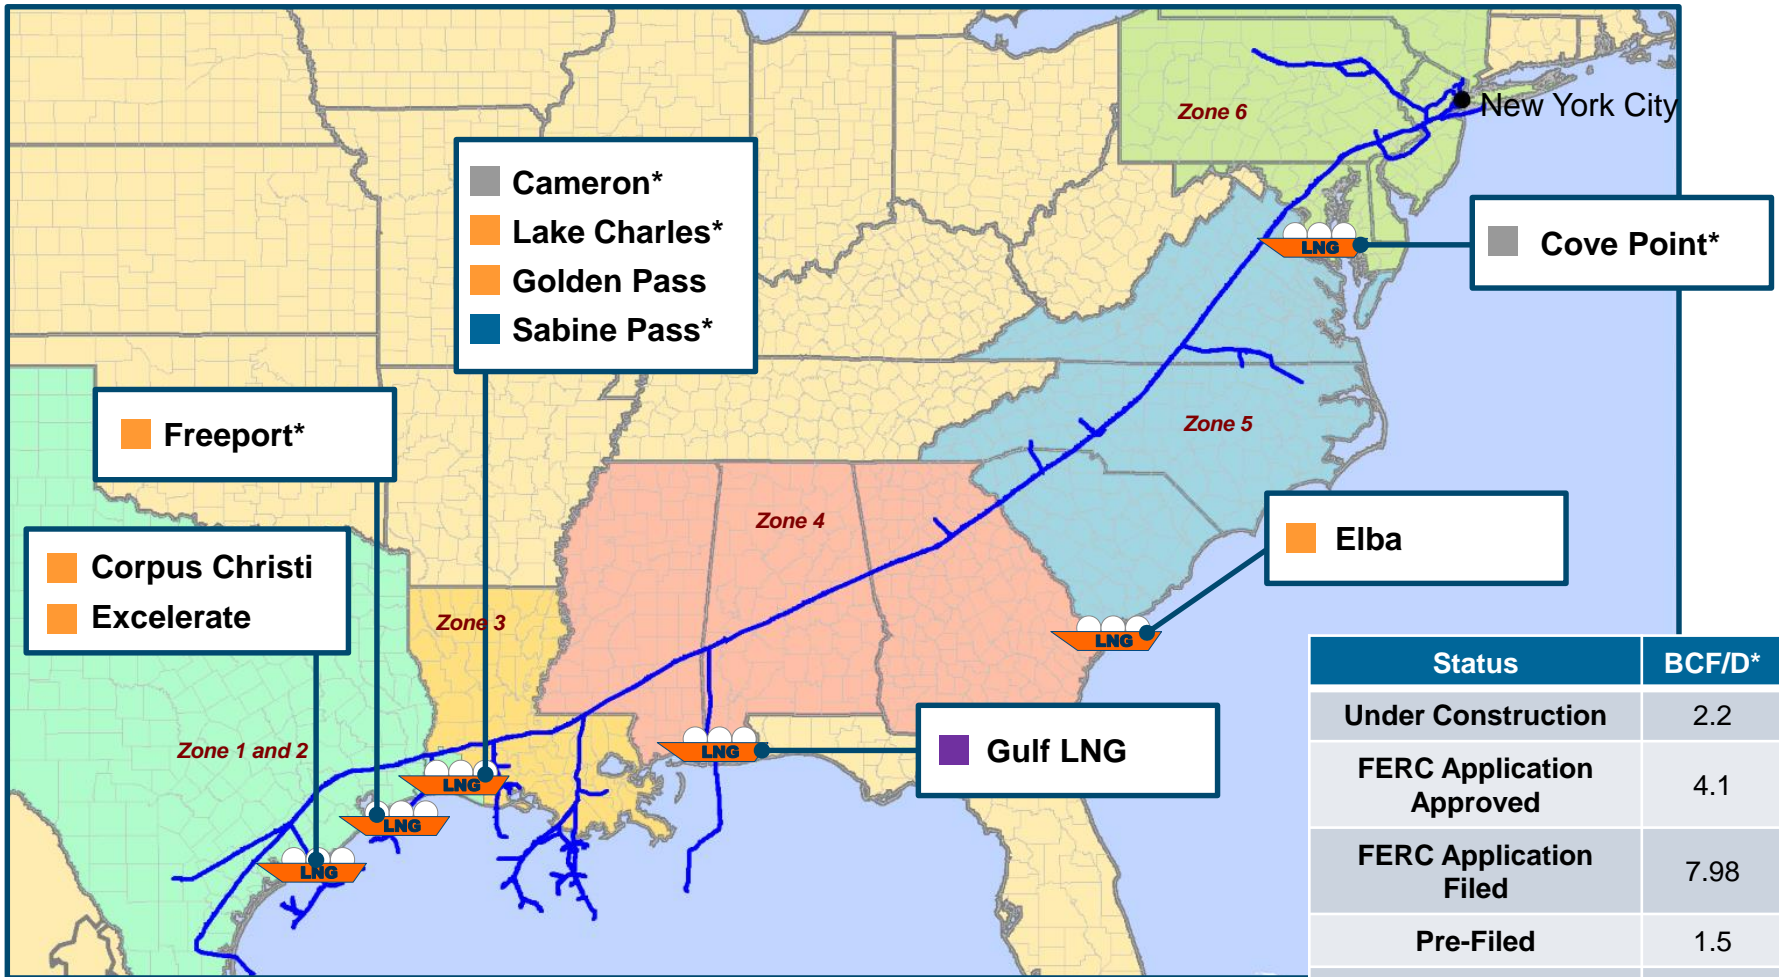 Zone 6
New York City
Cameron*
Lake Charles*
Golden Pass
Sabine Pass*
Cove Point*
LNG
Freeport*
Zone 5
Corpus Christi
Excelerate
Zone 4
Elba
Zone 3
LNG
Zone 1 and 2
Gulf LNG
LNG
LNG
LNG
LNG
Status BCF/D*
Under Construction 2.2
FERC Application
Approved 4.1
FERC Application
Filed 7.98
Pre-Filed 1.5